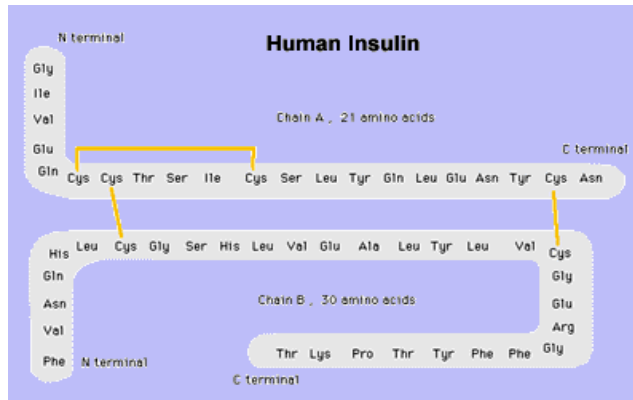 N terminal
Human Insulin
Gly
Ile
Val
Chain A , 21 amino acids
Glu
C terminal
Gln Cys Cys Thr Ser Ile Cys Ser Leu Tyr Gln Leu Glu Asn Tyr Cys Asn
His Leu Cys Gly Ser His Leu Val Glu Ala Leu Tyr Leu Val Cys
Gln Gly
Asn Chain B , 30 amino acids Glu
Val Arg
Phe N terminal Thr Lys Pro Thr Tyr Phe Phe Gly
C terminal